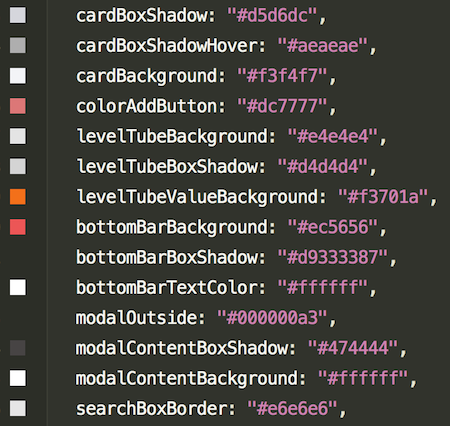 cardBoxShadow: "#d5d6dc",
cardBoxShadowHover: "#aeaeae",
cardBackground: "#f3f4f7",
colorAddButton: "#dc7777",
levelTubeBackground: "#e4e4e4",
levelTubeBoxShadow: "#d4d4d4",
levelTubeValueBackground: "#f3701a",
bottomBarBackground: "#ec5656",
bottomBarBoxShadow: "#d9333387",
bottomBarTextColor: "#ffffff",
modalOutside: "#000000a3",
modalContentBoxShadow: "#474444",
modalContentBackground: "#ffffff",
searchBoxBorder: "#e6e6e6",